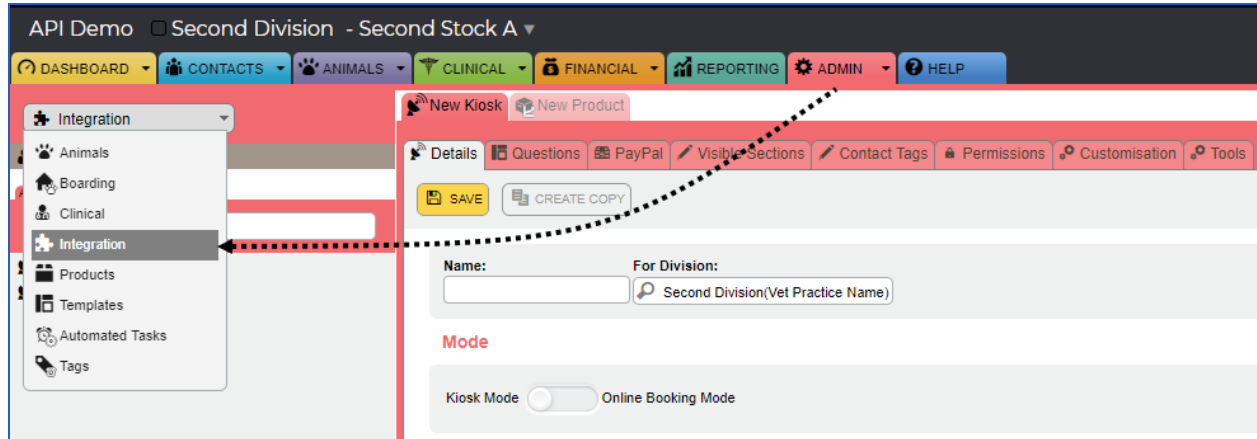 API Demo Second Division - Second Stock A
DASHBOARD CONTACTS ANIMALS CLINICAL FINANCIAL REPORTING ADMIN HELP
Integration
Animals
Boarding
Clinical
Integration
Products
Templates
Automated Tasks
Tags
New Kiosk New Product
Details Questions PayPal Visible Sections Contact Tags Permissions Customisation Tools
SAVE CREATE COPY
Name: For Division:
Second Division(Vet Practice Name)
Mode
Kiosk Mode Online Booking Mode